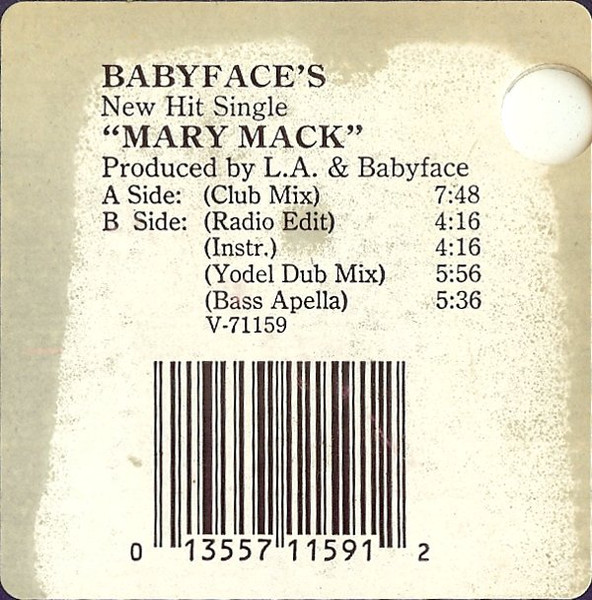 BABYFACE'S
New Hit Single
“MARY MACK”
Produced by L.A. & Babyface
A Side: (Club Mix) 7:48
B Side: (Radio Edit) 4:16
(Instr.) 4:16
(Yodel Dub Mix) 5:56
(Bass Apella) 5:36
V-71159
0 13557 11591 2